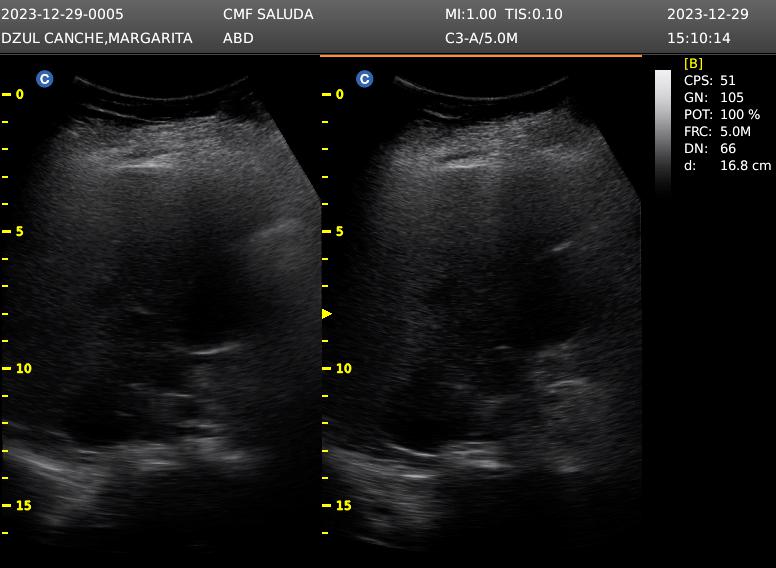 2023-12-29-0005 CMF SALUDA MI:1.00 TIS:0.10 2023-12-29
DZUL CANCHE,MARGARITA ABD C3-A/5.0M 15:10:14
C
C
[B]
CPS: 51
GN: 105
POT: 100 %
FRC: 5.0M
DN: 66
d: 16.8 cm
0 0
5 5
10 10
15 15